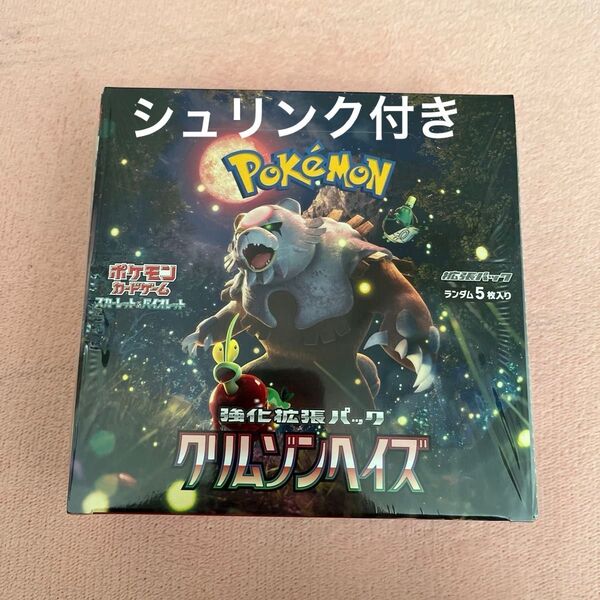 シュリンク付き
POKéMON
ポケモン
カードゲーム
スカーレット&バイオレット
拡張パック
ランダム5枚入り
強化拡張パック
クリムゾンヘイズ